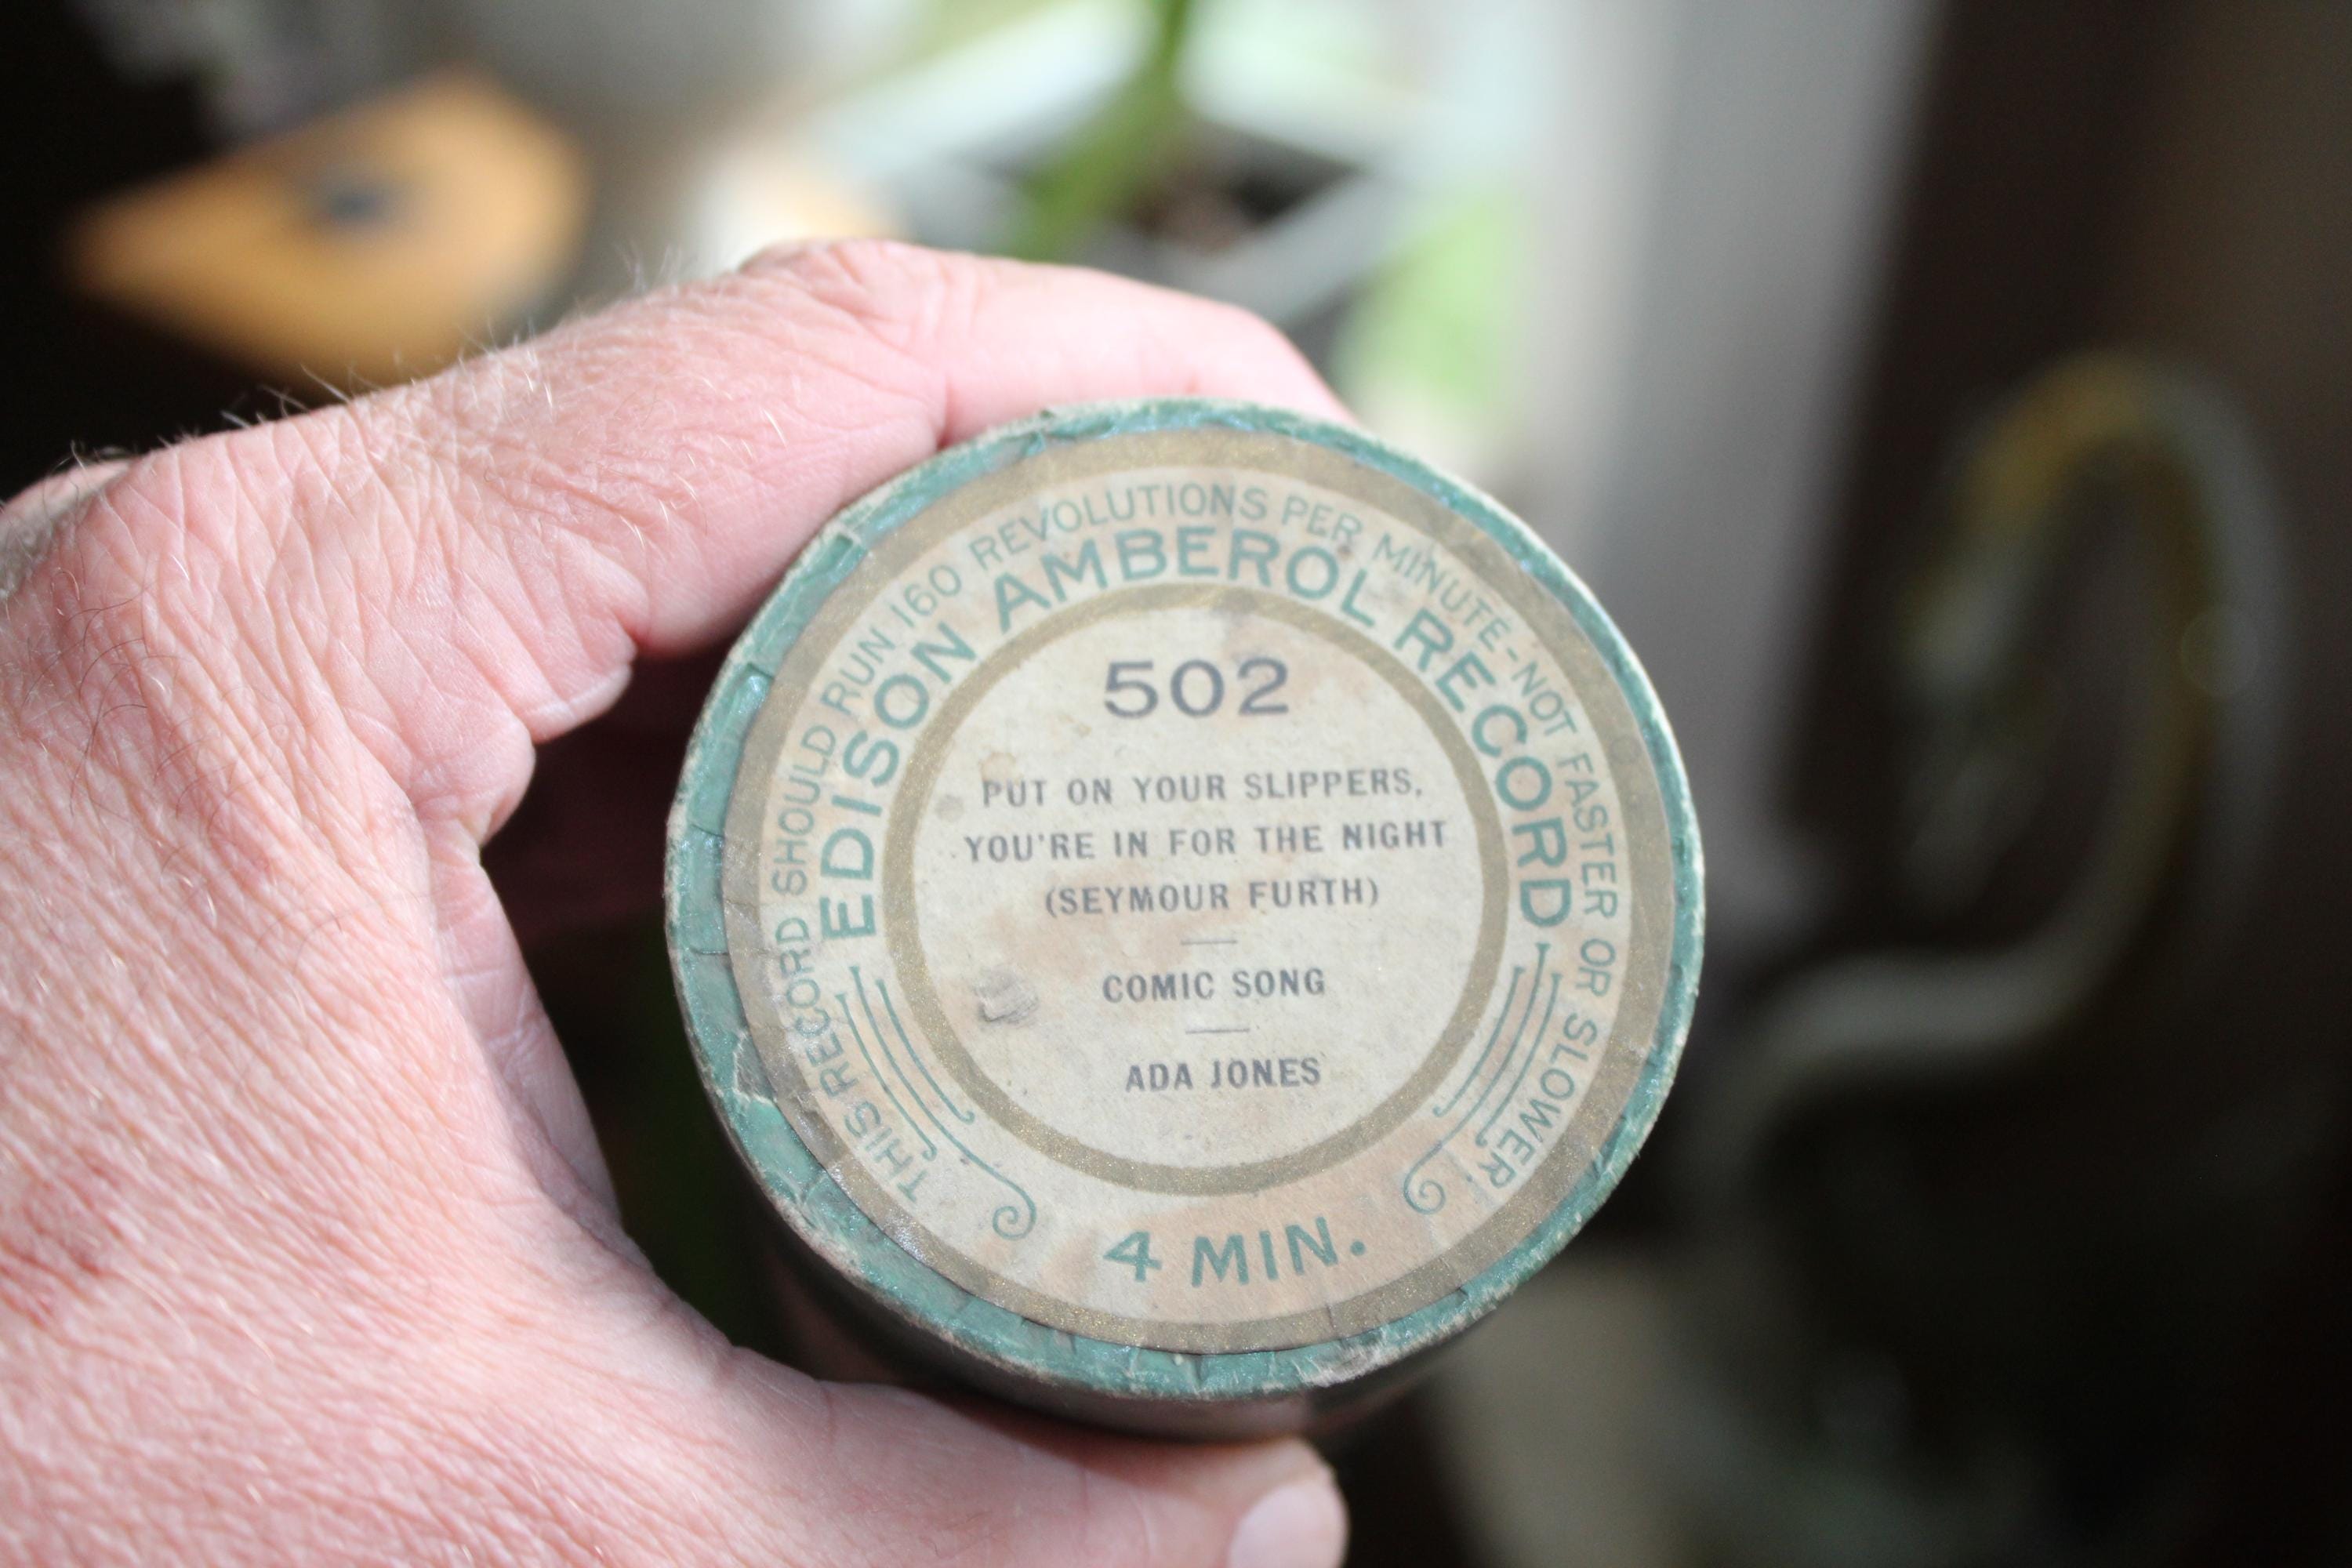 THIS RECORD SHOULD RUN 160 REVOLUTIONS PER MINUTE-NOT FASTER OR SLOWER.
EDISON AMBEROL RECORD
502
PUT ON YOUR SLIPPERS,
YOU'RE IN FOR THE NIGHT
(SEYMOUR FURTH)
COMIC SONG
ADA JONES
4 MIN.